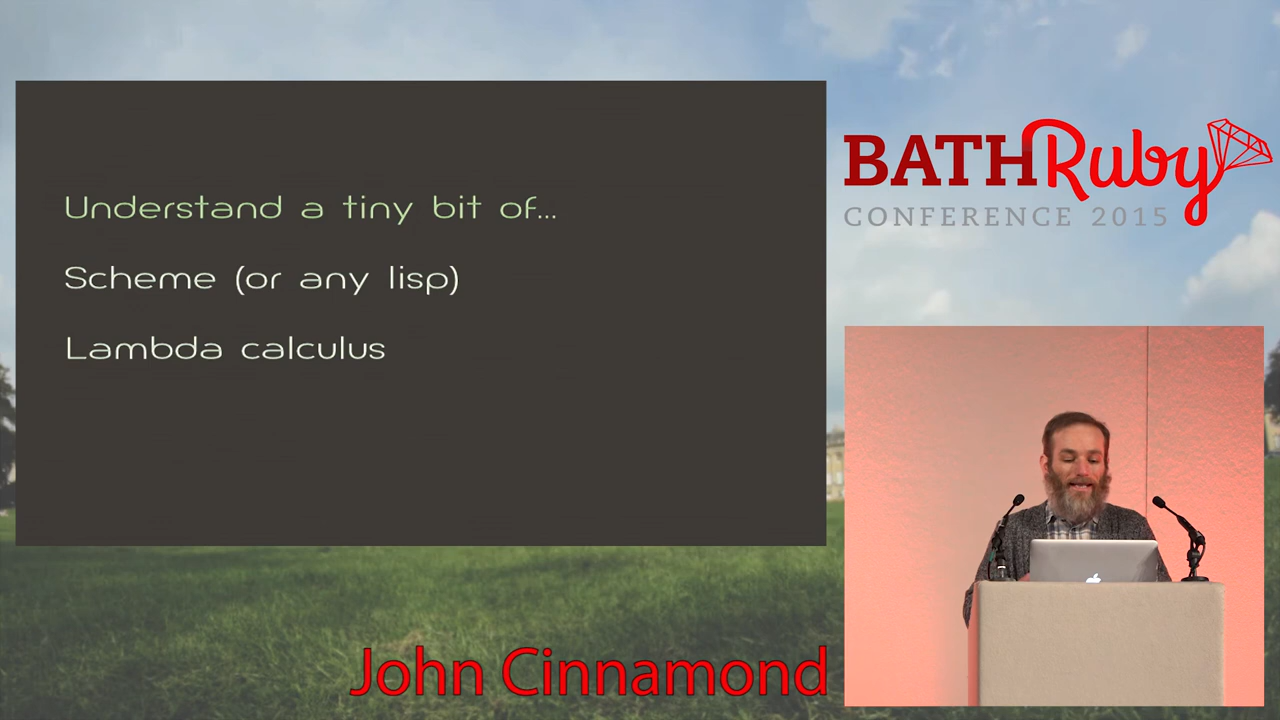 Understand a tiny bit of...
Scheme (or any lisp)
Lambda calculus
BATHRuby
CONFERENCE 2015
John Cinnamond